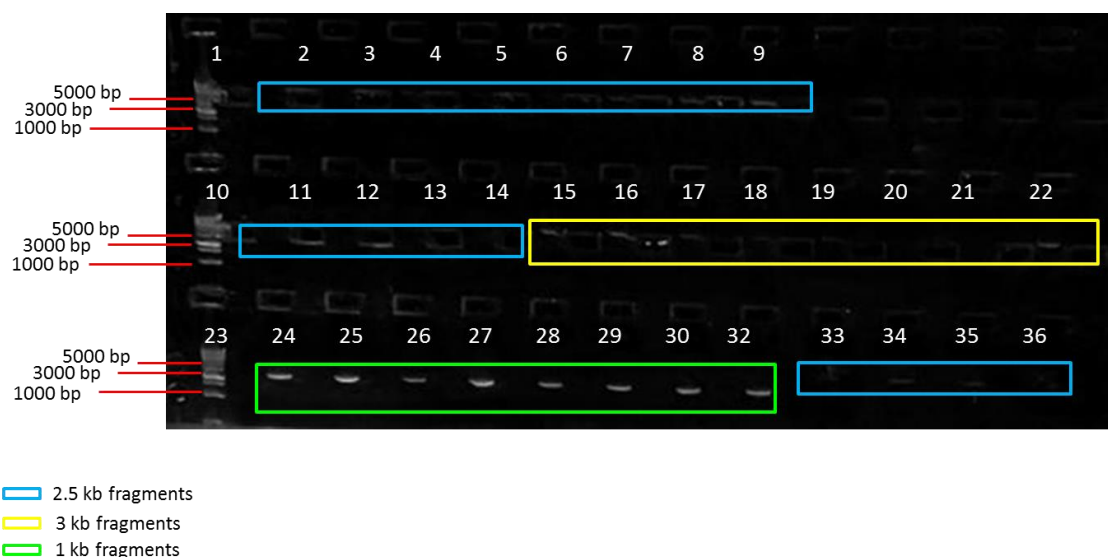 1 2 3 4 5 6 7 8 9
5000 bp
3000 bp
1000 bp
10 11 12 13 14 15 16 17 18 19 20 21 22
5000 bp
3000 bp
1000 bp
23 24 25 26 27 28 29 30 32 33 34 35 36
5000 bp
3000 bp
1000 bp
2.5 kb fragments
3 kb fragments
1 kb fragments